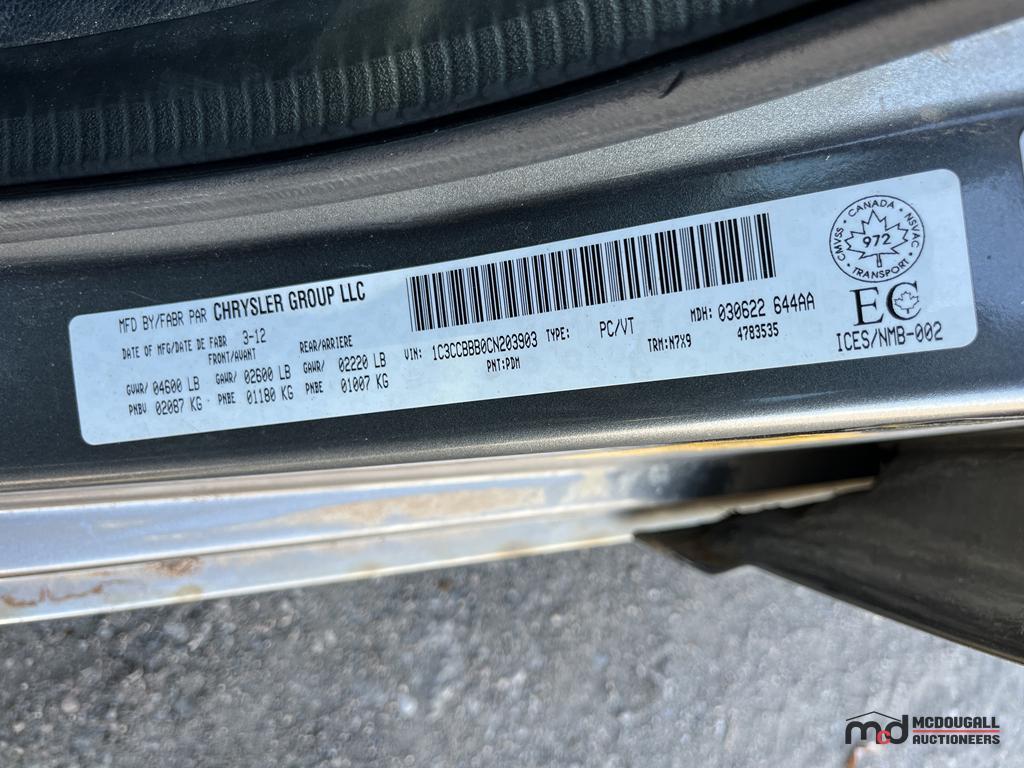 MFD BY/FABR PAR CHRYSLER GROUP LLC
DATE OF MFG/DATE DE FABR 3-12
FRONT/AVANT REAR/ARRIERE
GVWR/ 04600 LB GAWR/ 02600 LB GAWR/ 02220 LB
PNBV 02087 KG PNBE 01180 KG PNBE 01007 KG
VIN: 1C3CCBBB0CN203903 TYPE: PC/VT MDH: 030622 644AA
PNT:PDM TRM:N7X9 4783535
CMVSS • CANADA • NSVAC
972
• TRANSPORT •
EC
ICES/NMB-002
mcd MCDOUGALL
AUCTIONEERS